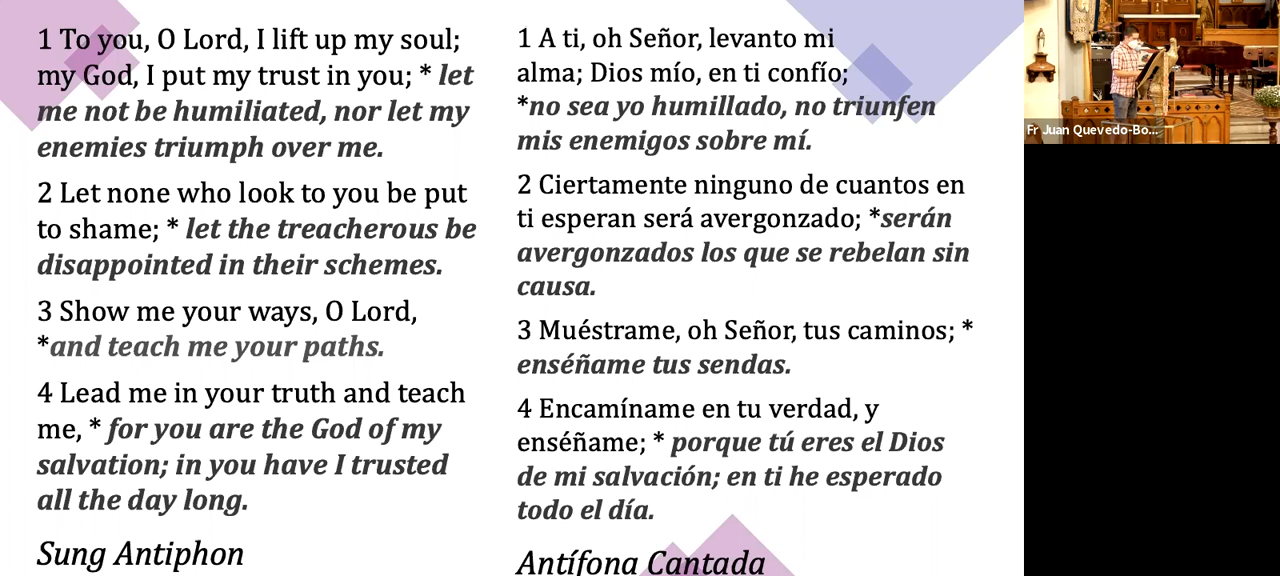 1 To you, O Lord, I lift up my soul;
my God, I put my trust in you; * let
me not be humiliated, nor let my
enemies triumph over me.
2 Let none who look to you be put
to shame; * let the treacherous be
disappointed in their schemes.
3 Show me your ways, O Lord,
*and teach me your paths.
4 Lead me in your truth and teach
me, * for you are the God of my
salvation; in you have I trusted
all the day long.
Sung Antiphon
1 A ti, oh Señor, levanto mi
alma; Dios mío, en ti confío;
*no sea yo humillado, no triunfen
mis enemigos sobre mí.
2 Ciertamente ninguno de cuantos en
ti esperan será avergonzado; *serán
avergonzados los que se rebelan sin
causa.
3 Muéstrame, oh Señor, tus caminos; *
enséñame tus sendas.
4 Encamíname en tu verdad, y
enséñame; * porque tú eres el Dios
de mi salvación; en ti he esperado
todo el día.
Antífona Cantada
Fr Juan Quevedo-Bo...